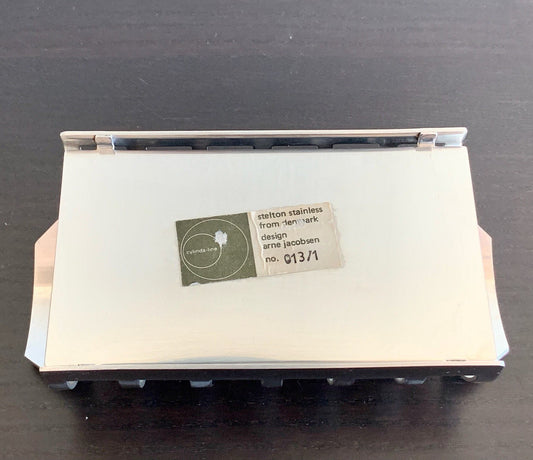 cylinda-line
stelton stainless
from denmark
design
arne jacobsen
no. 013/1